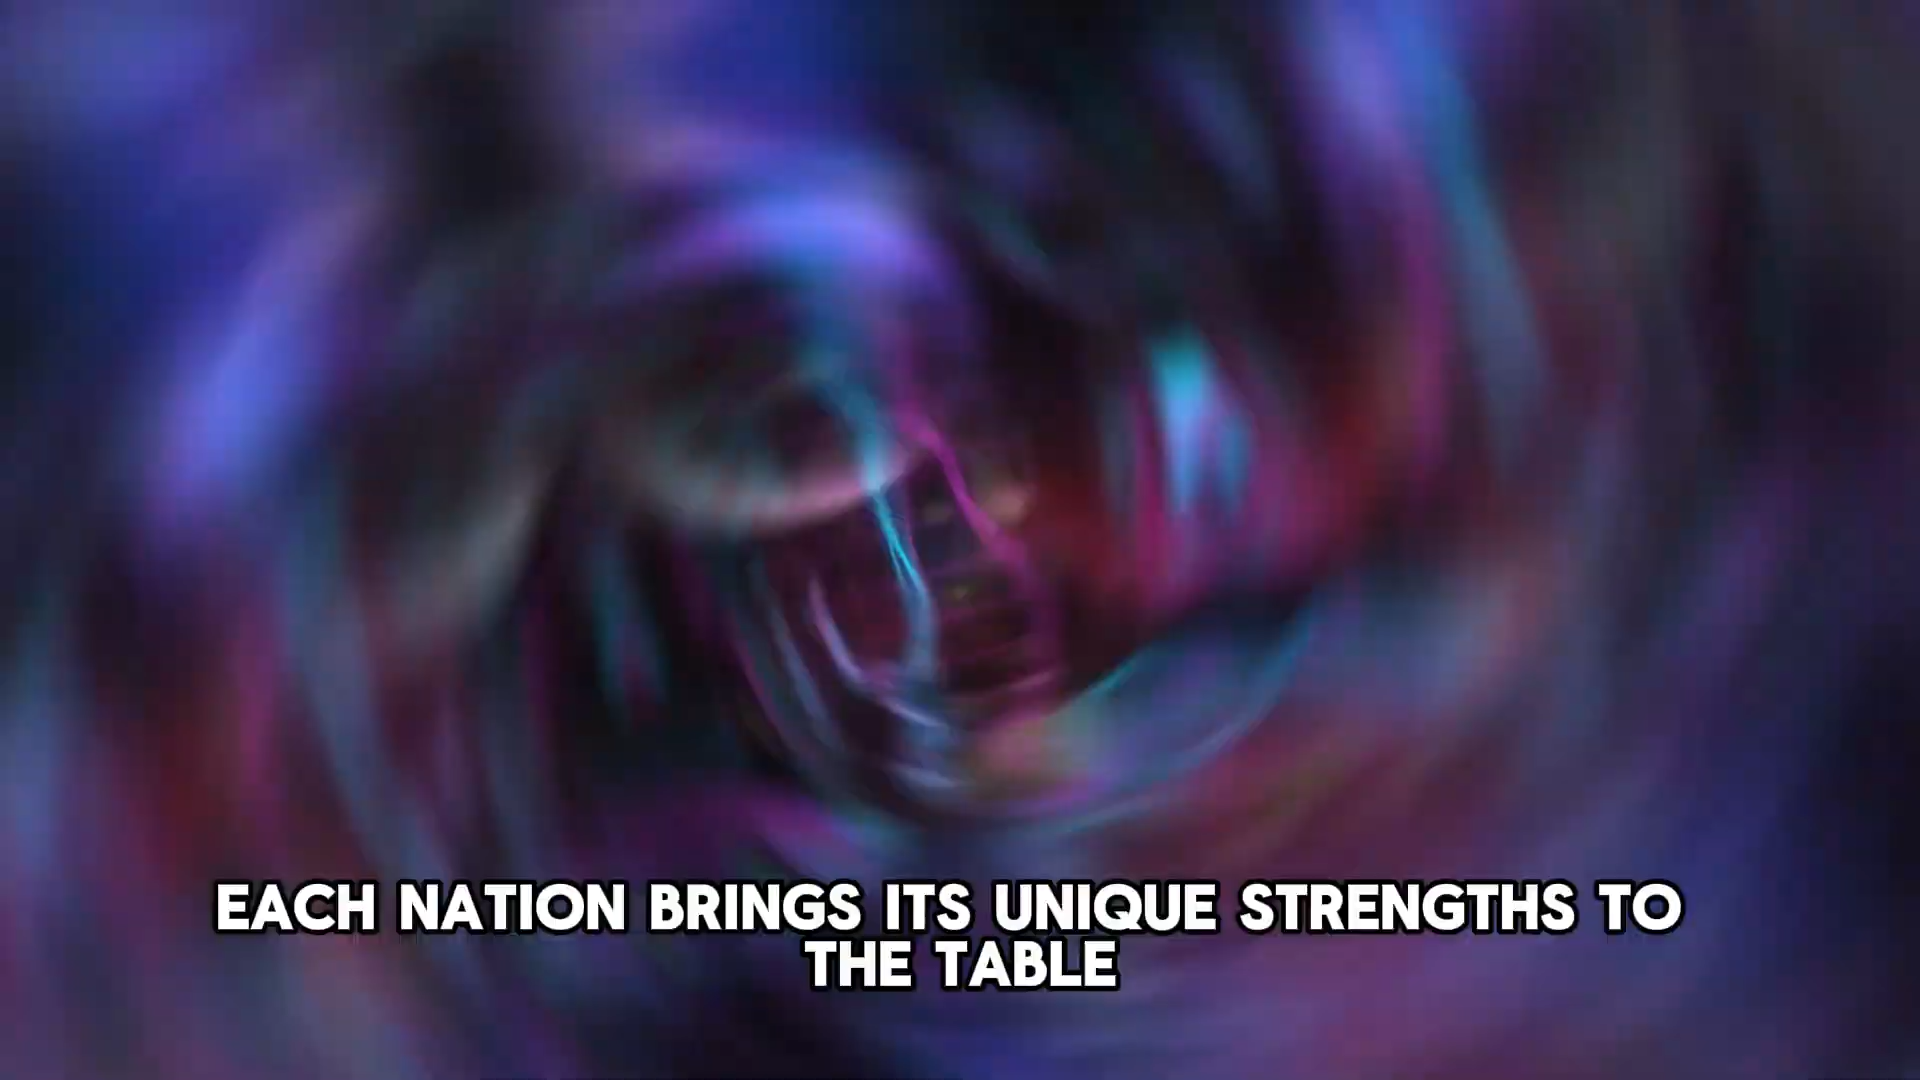 EACH NATION BRINGS ITS UNIQUE STRENGTHS TO
THE TABLE